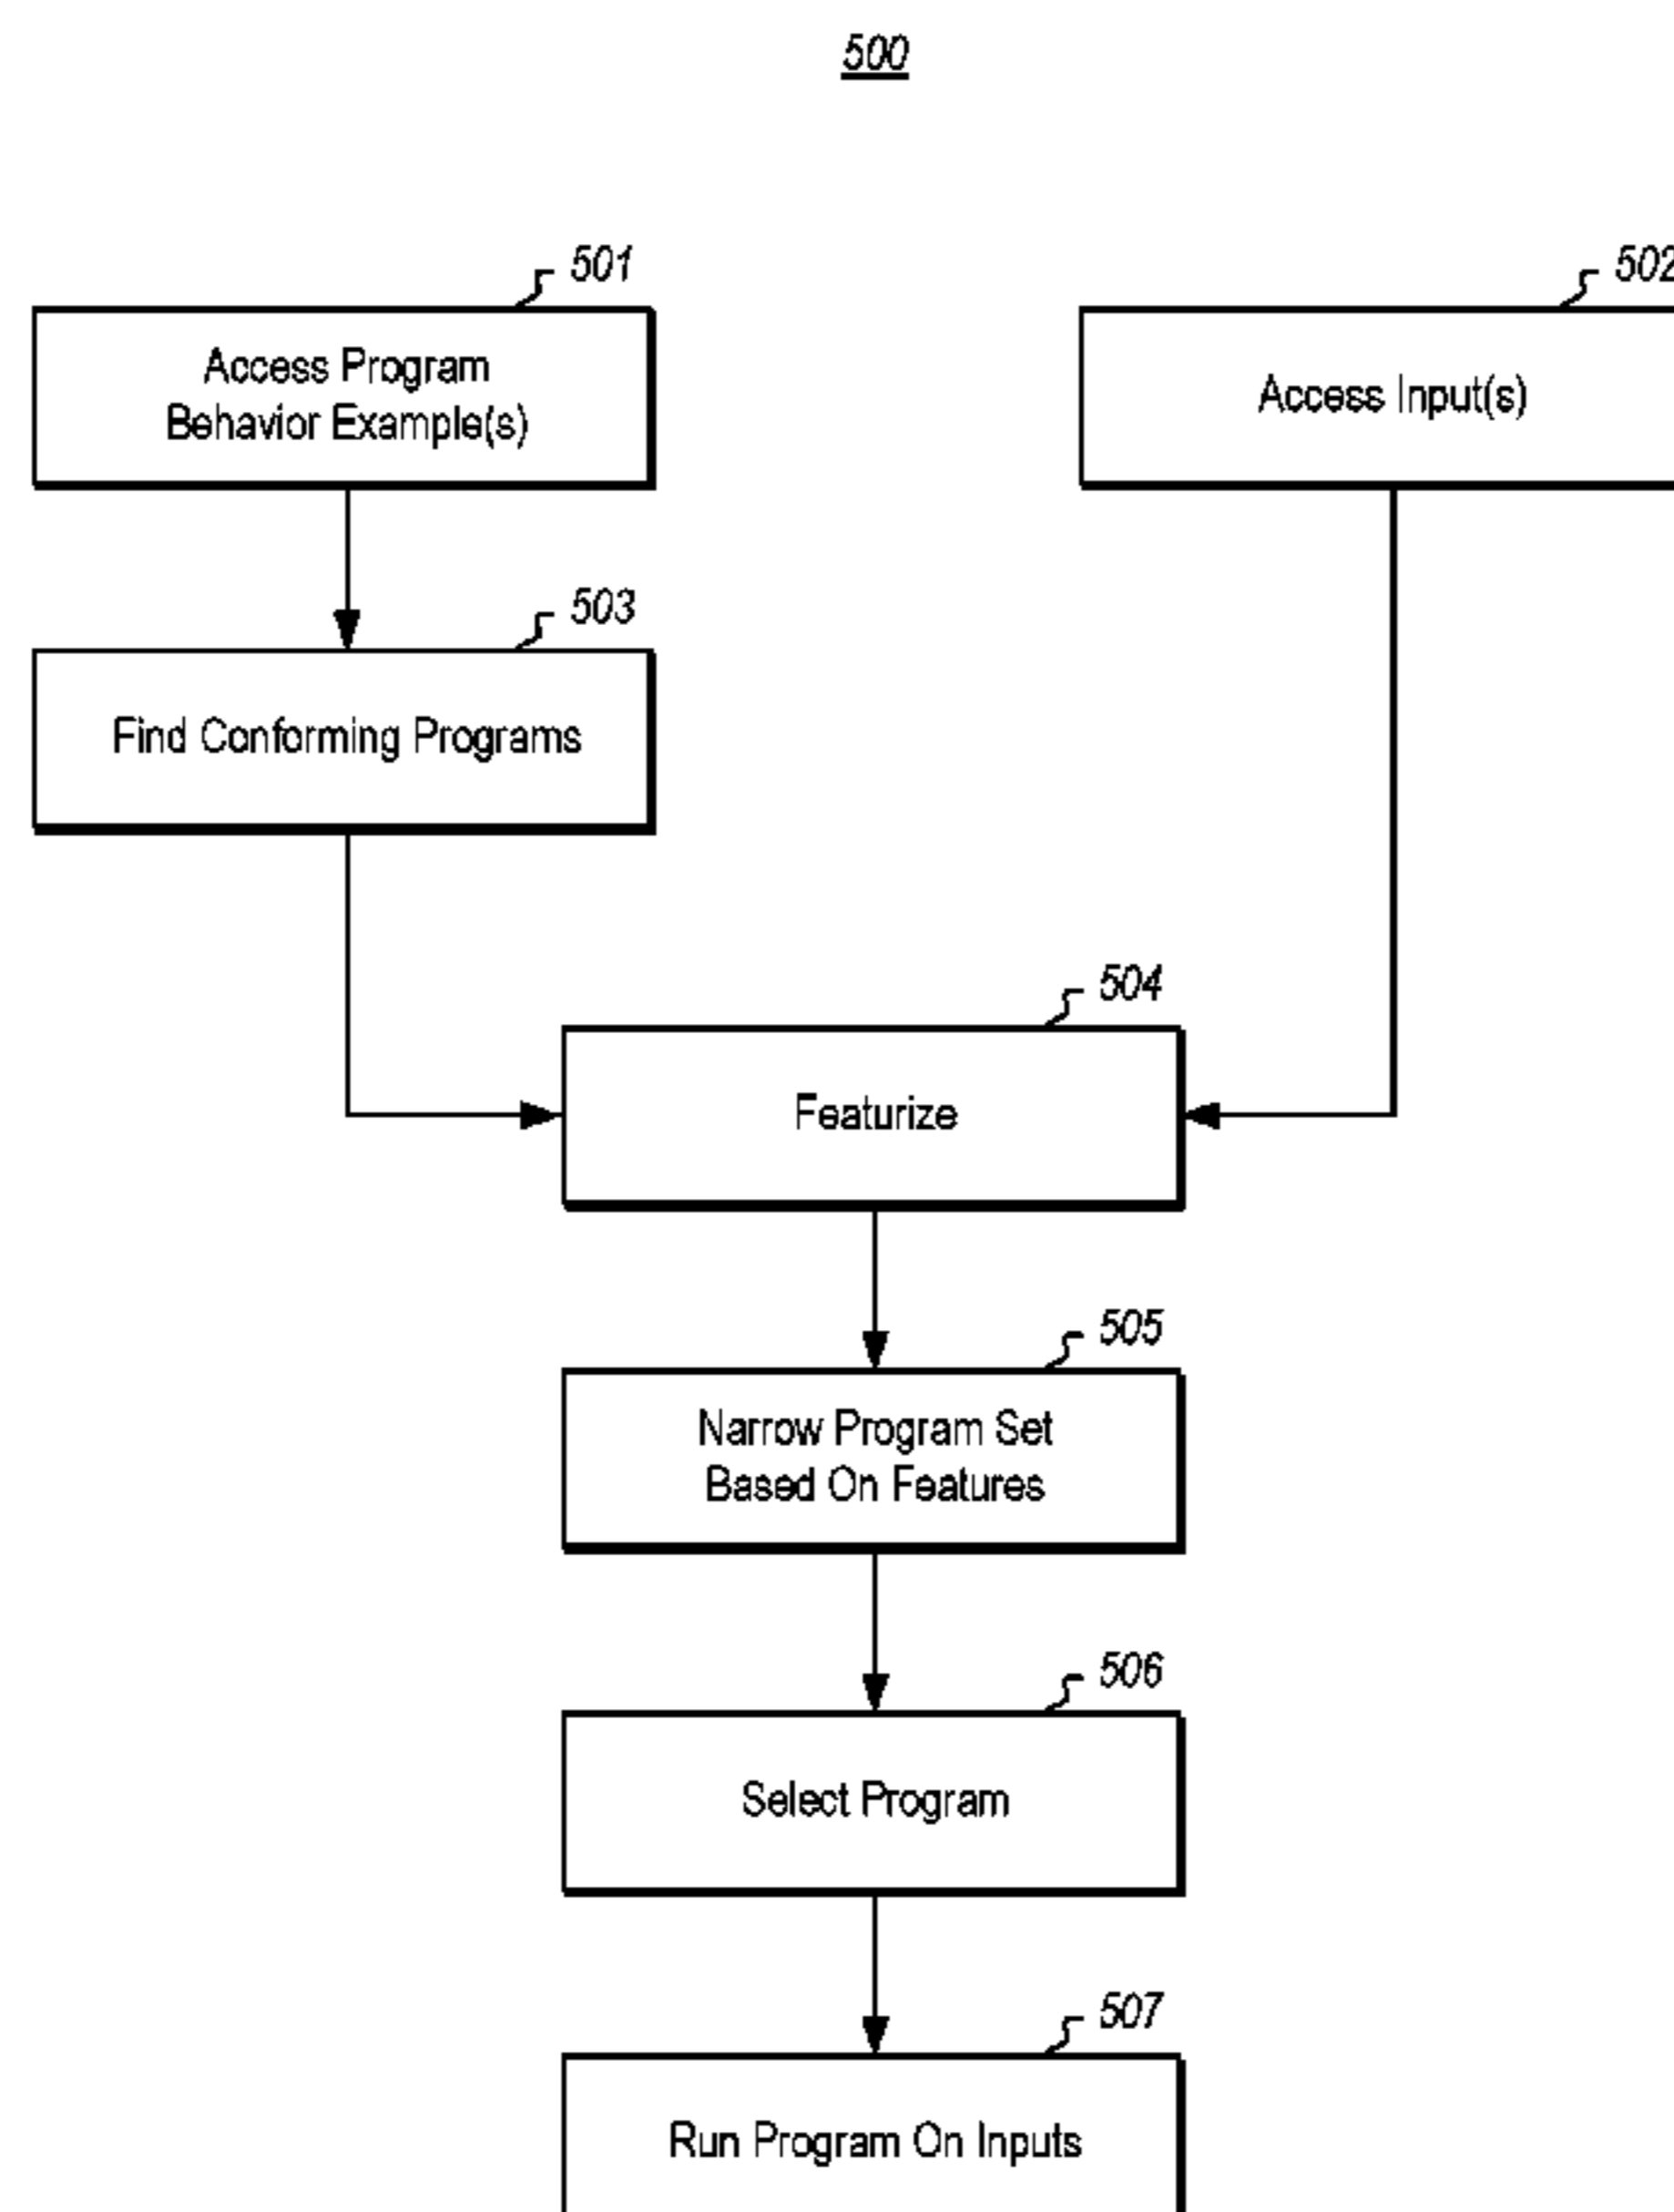 500
501
Access Program
Behavior Example(s)
502
Access Input(s)
503
Find Conforming Programs
504
Featurize
505
Narrow Program Set
Based On Features
506
Select Program
507
Run Program On Inputs